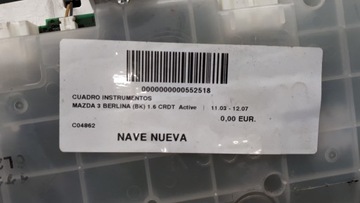 0000000000552518
CUADRO INSTRUMENTOS
MAZDA 3 BERLINA (BK) 1.6 CRDT Active | 11.03 - 12.07
0,00 EUR.
C04862
NAVE NUEVA